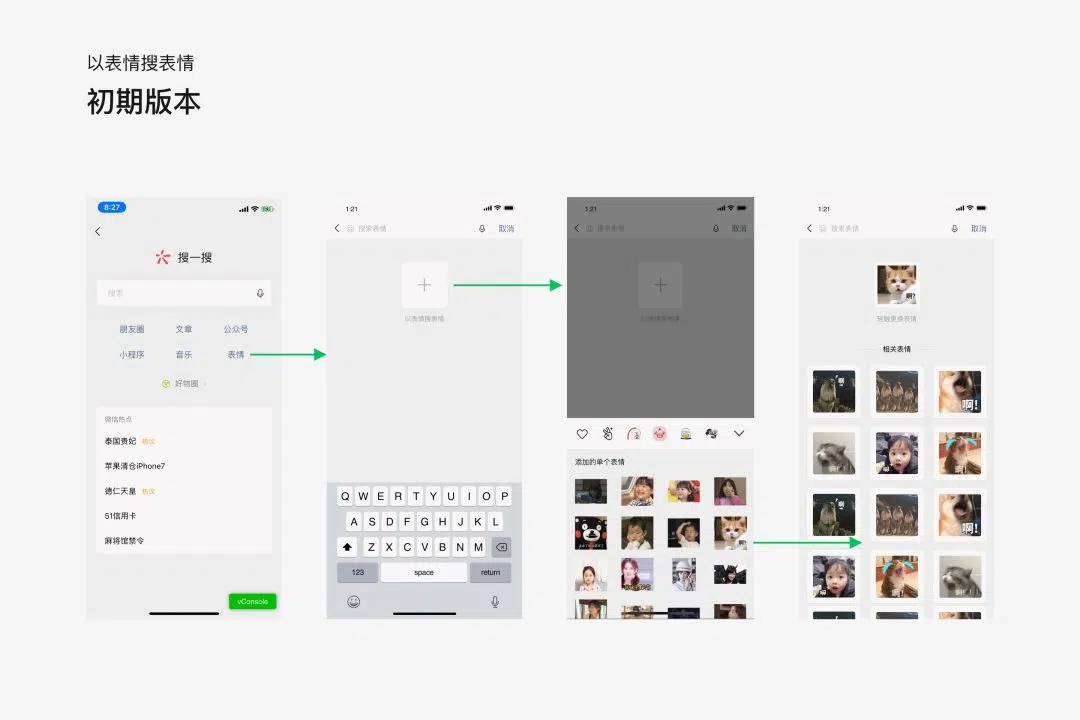 以表情搜表情
初期版本
8:27
搜一搜
搜索
朋友圈 文章 公众号
小程序 音乐 表情
好物圈
微信热点
泰国贵妃 热议
苹果清仓iPhone7
德仁天皇 热议
51信用卡
麻将馆禁令
vConsole
1:21
搜索表情 取消
以表情搜表情
Q W E R T Y U I O P
A S D F G H J K L
Z X C V B N M
123 space return
1:21
搜索表情 取消
以表情搜表情
添加的单个表情
1:21
搜索表情 取消
啊?
轻触更换表情
相关表情
啊!
啊!